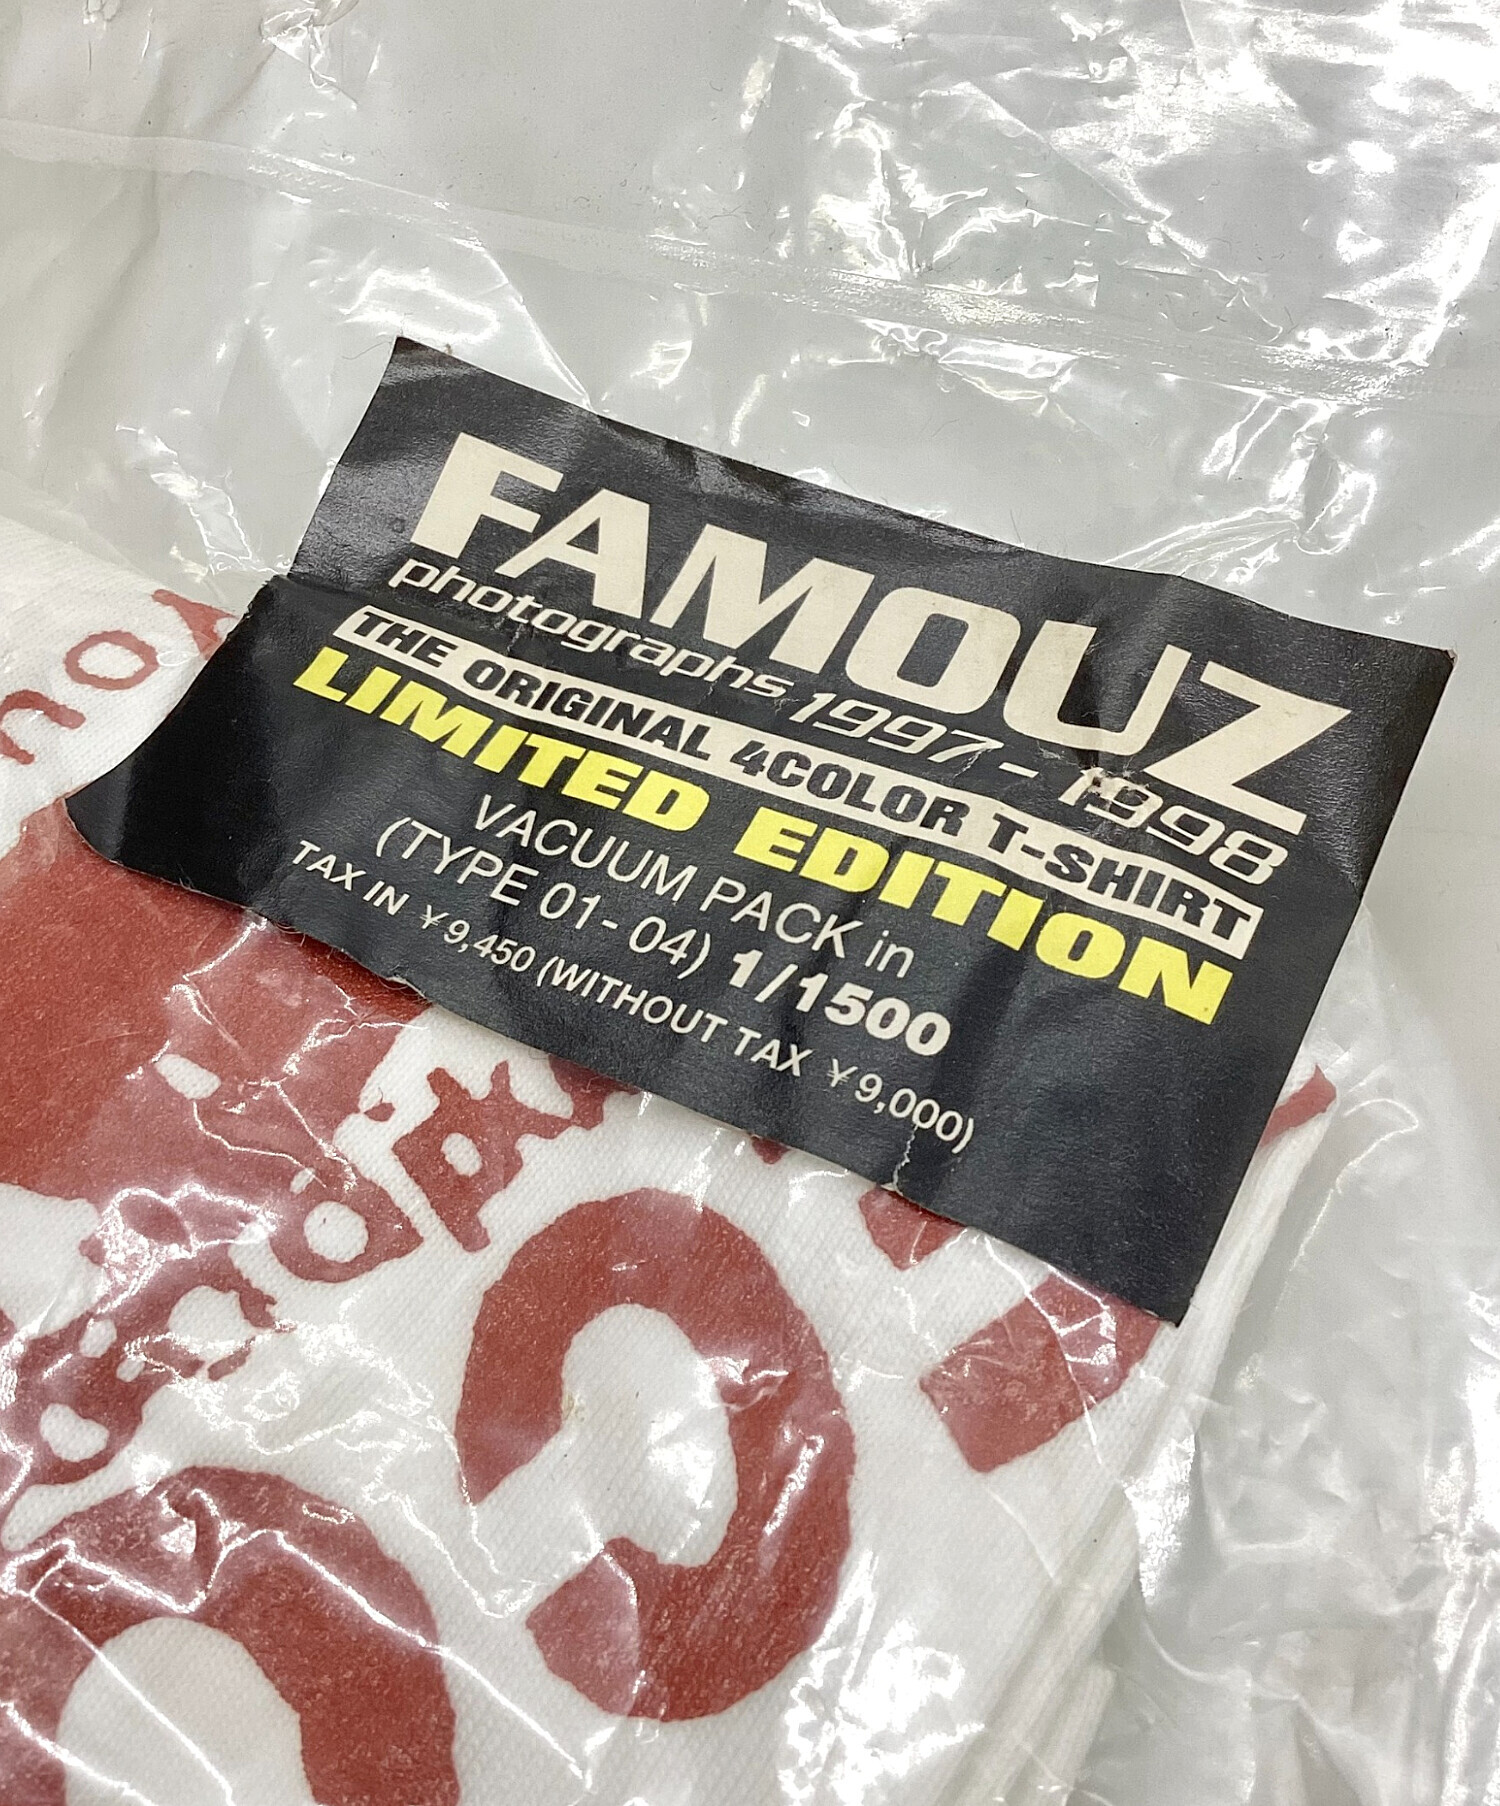 FAMOUZ
photographs 1997-1998
THE ORIGINAL 4COLOR T-SHIRT
LIMITED EDITION
VACUUM PACK in
(TYPE 01-04) 1/1500
TAX IN ¥9,450 (WITHOUT TAX ¥9,000)